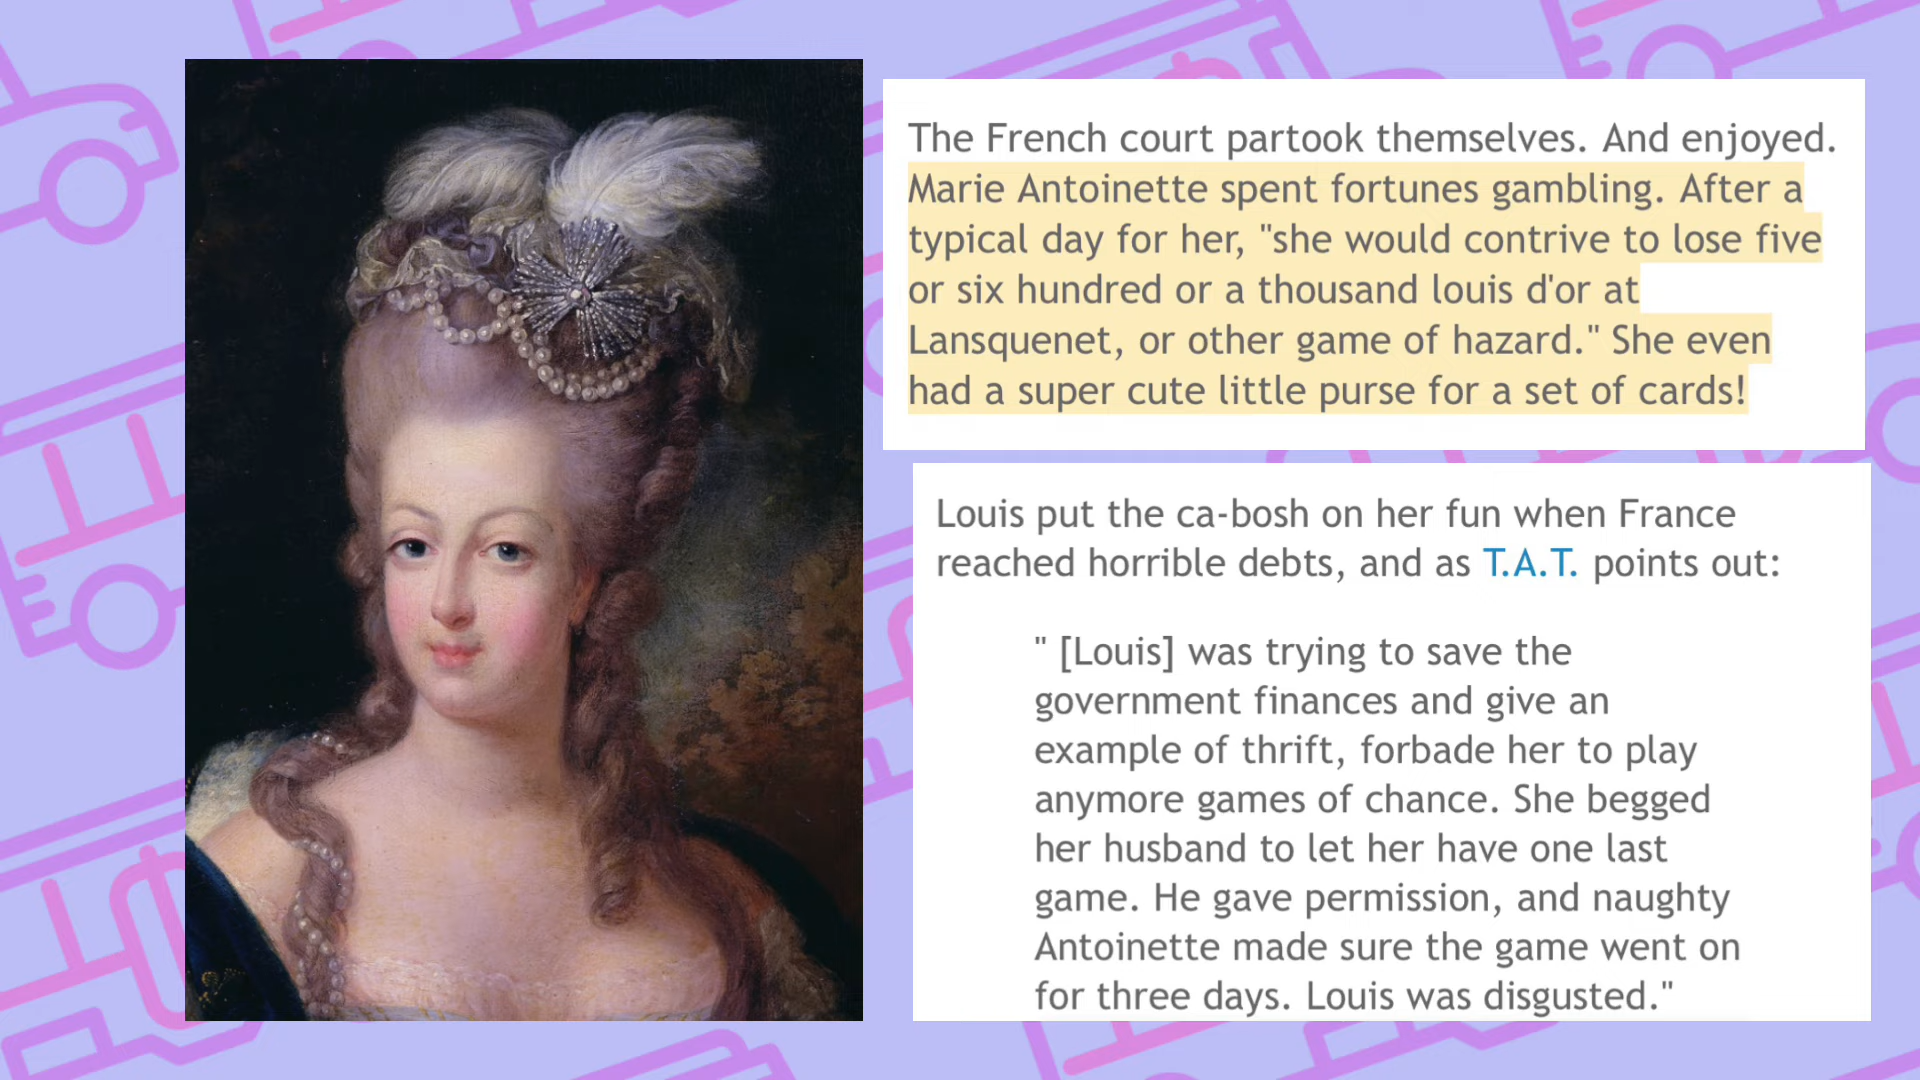 The French court partook themselves. And enjoyed.
Marie Antoinette spent fortunes gambling. After a
typical day for her, "she would contrive to lose five
or six hundred or a thousand louis d'or at
Lansquenet, or other game of hazard." She even
had a super cute little purse for a set of cards!
Louis put the ca-bosh on her fun when France
reached horrible debts, and as T.A.T. points out:
" [Louis] was trying to save the
government finances and give an
example of thrift, forbade her to play
anymore games of chance. She begged
her husband to let her have one last
game. He gave permission, and naughty
Antoinette made sure the game went on
for three days. Louis was disgusted."